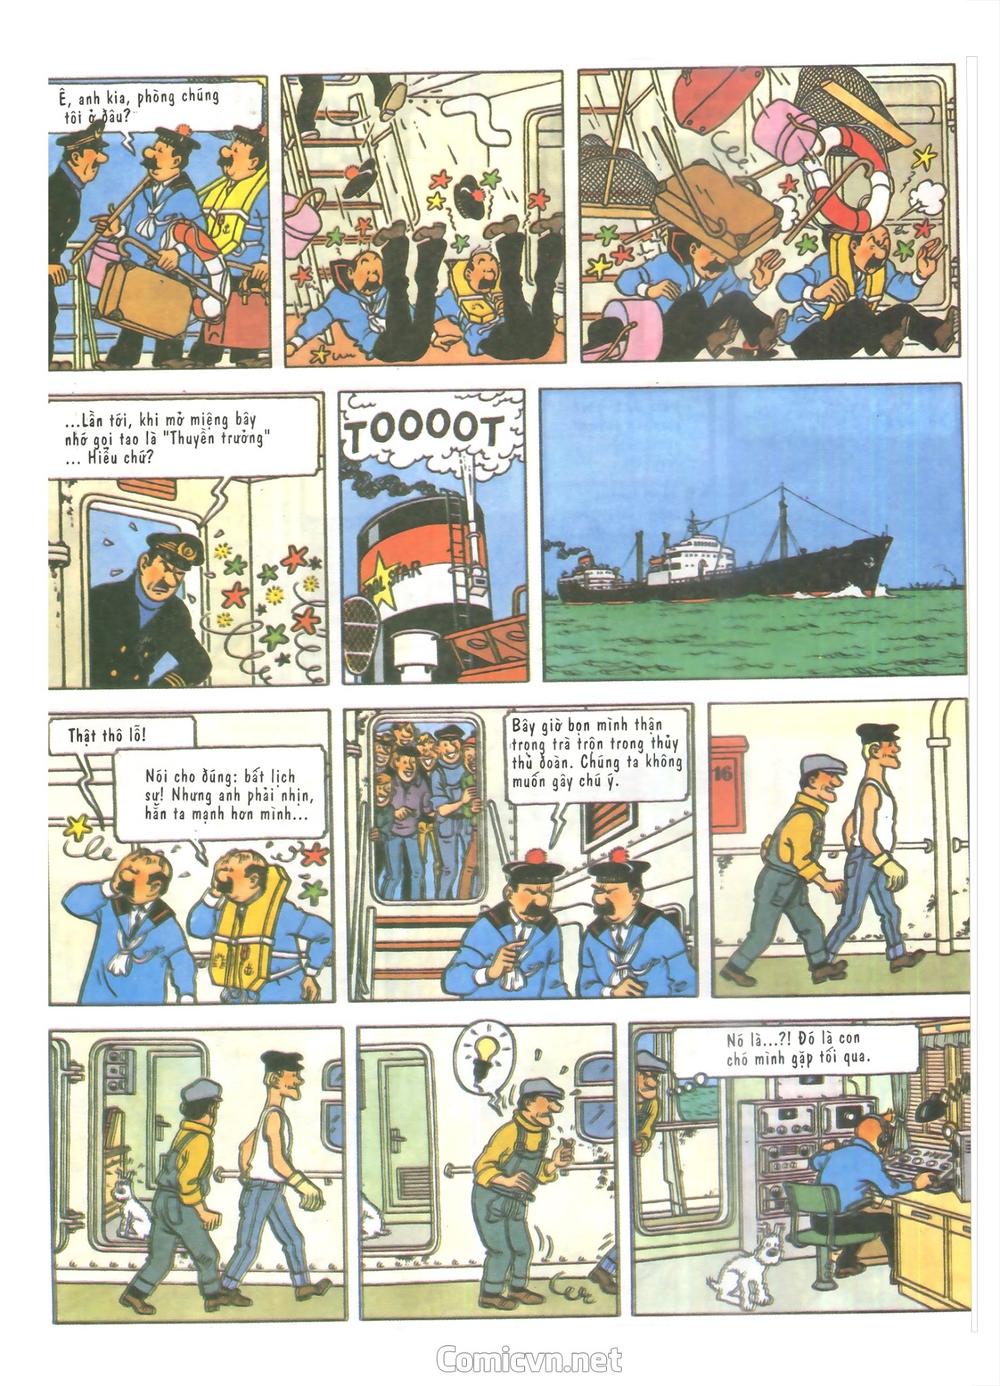 Ê, anh kia, phòng chúng
tôi ở đâu?
...Lần tới, khi mở miệng bây
nhớ gọi tao là "Thuyền trưởng"
... Hiểu chứ?
TOOOOT
STAR
Thật thô lỗ!
Nói cho đúng: bất lịch
sự! Nhưng anh phải nhịn,
hắn ta mạnh hơn mình...
Bây giờ bọn mình thận
trọng trà trộn trong thủy
thủ đoàn. Chúng ta không
muốn gây chú ý.
16
Nó là...?! Đó là con
chó mình gặp tối qua.
Comicvn.net